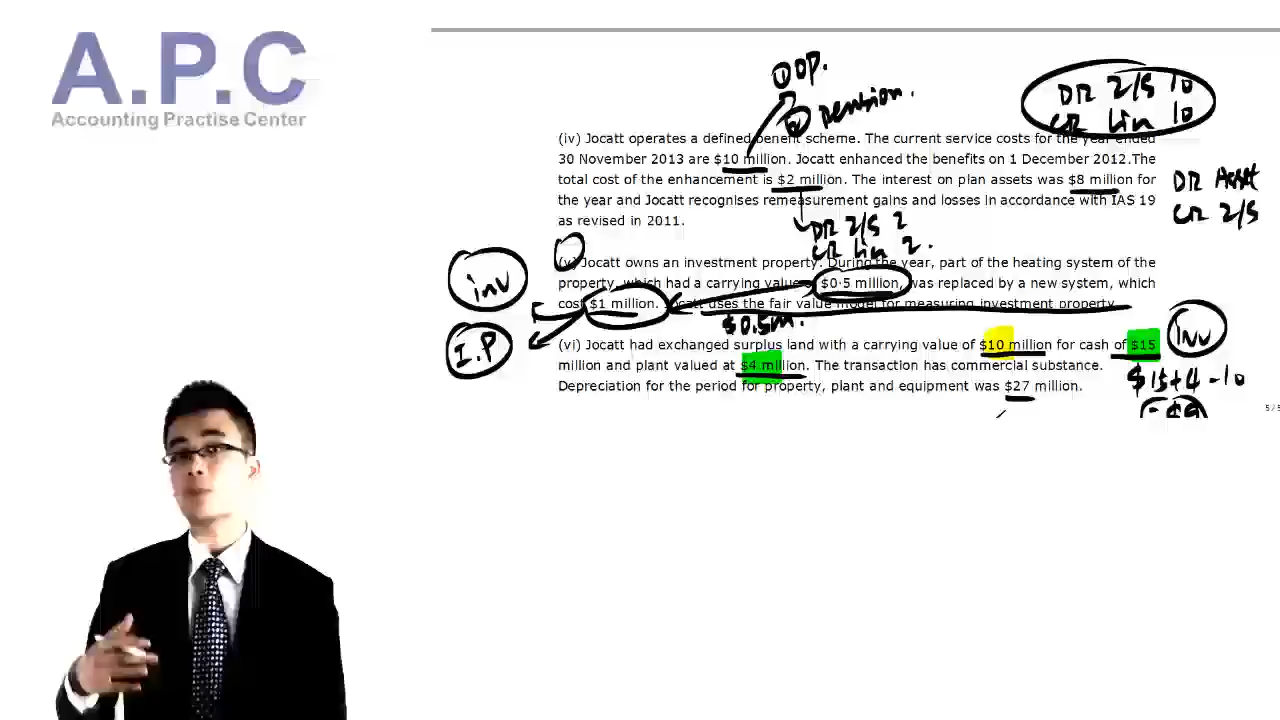 A.P.C
Accounting Practise Center
① OP.
② pension.
DR I/S 10
CR Lia 10
(iv) Jocatt operates a defined benefit scheme. The current service costs for the year ended
30 November 2013 are $10 million. Jocatt enhanced the benefits on 1 December 2012.The
total cost of the enhancement is $2 million. The interest on plan assets was $8 million for
the year and Jocatt recognises remeasurement gains and losses in accordance with IAS 19
as revised in 2011.
DR Asset
CR I/S
DR I/S 2
CR Lia 2.
(v) Jocatt owns an investment property. During the year, part of the heating system of the
property, which had a carrying value of $0·5 million, was replaced by a new system, which
cost $1 million. Jocatt uses the fair value model for measuring investment property.
inv
I.P
$0.5m.
inv
(vi) Jocatt had exchanged surplus land with a carrying value of $10 million for cash of $15
million and plant valued at $4 million. The transaction has commercial substance.
Depreciation for the period for property, plant and equipment was $27 million.
$15+4-10